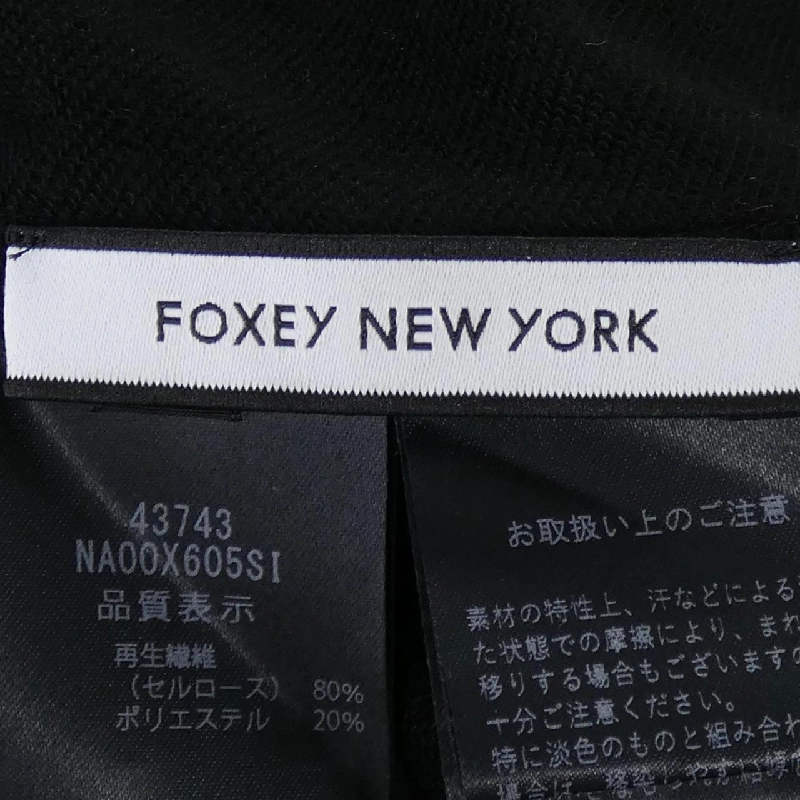 FOXEY NEW YORK
43743
NA00X605SI
品質表示
再生繊維
（セルローズ） 80%
ポリエステル 20%
お取扱い上のご注意
素材の特性上、汗などによる
た状態での摩擦により、まれ
移りする場合もございますの
十分ご注意ください。
特に淡色のものと組み合わ
場合は、